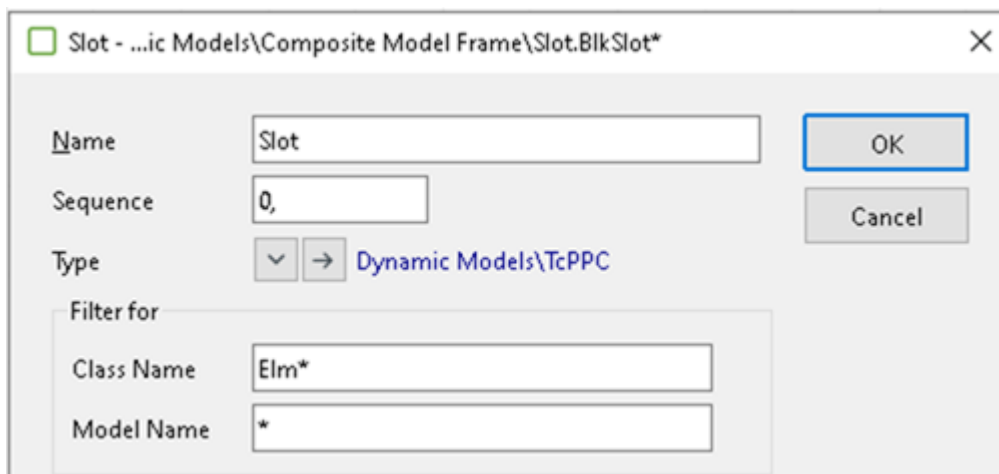 Slot - ...ic Models\Composite Model Frame\Slot.BlkSlot*
Name Slot OK
Sequence 0, Cancel
Type Dynamic Models\TcPPC
Filter for
Class Name Elm*
Model Name *